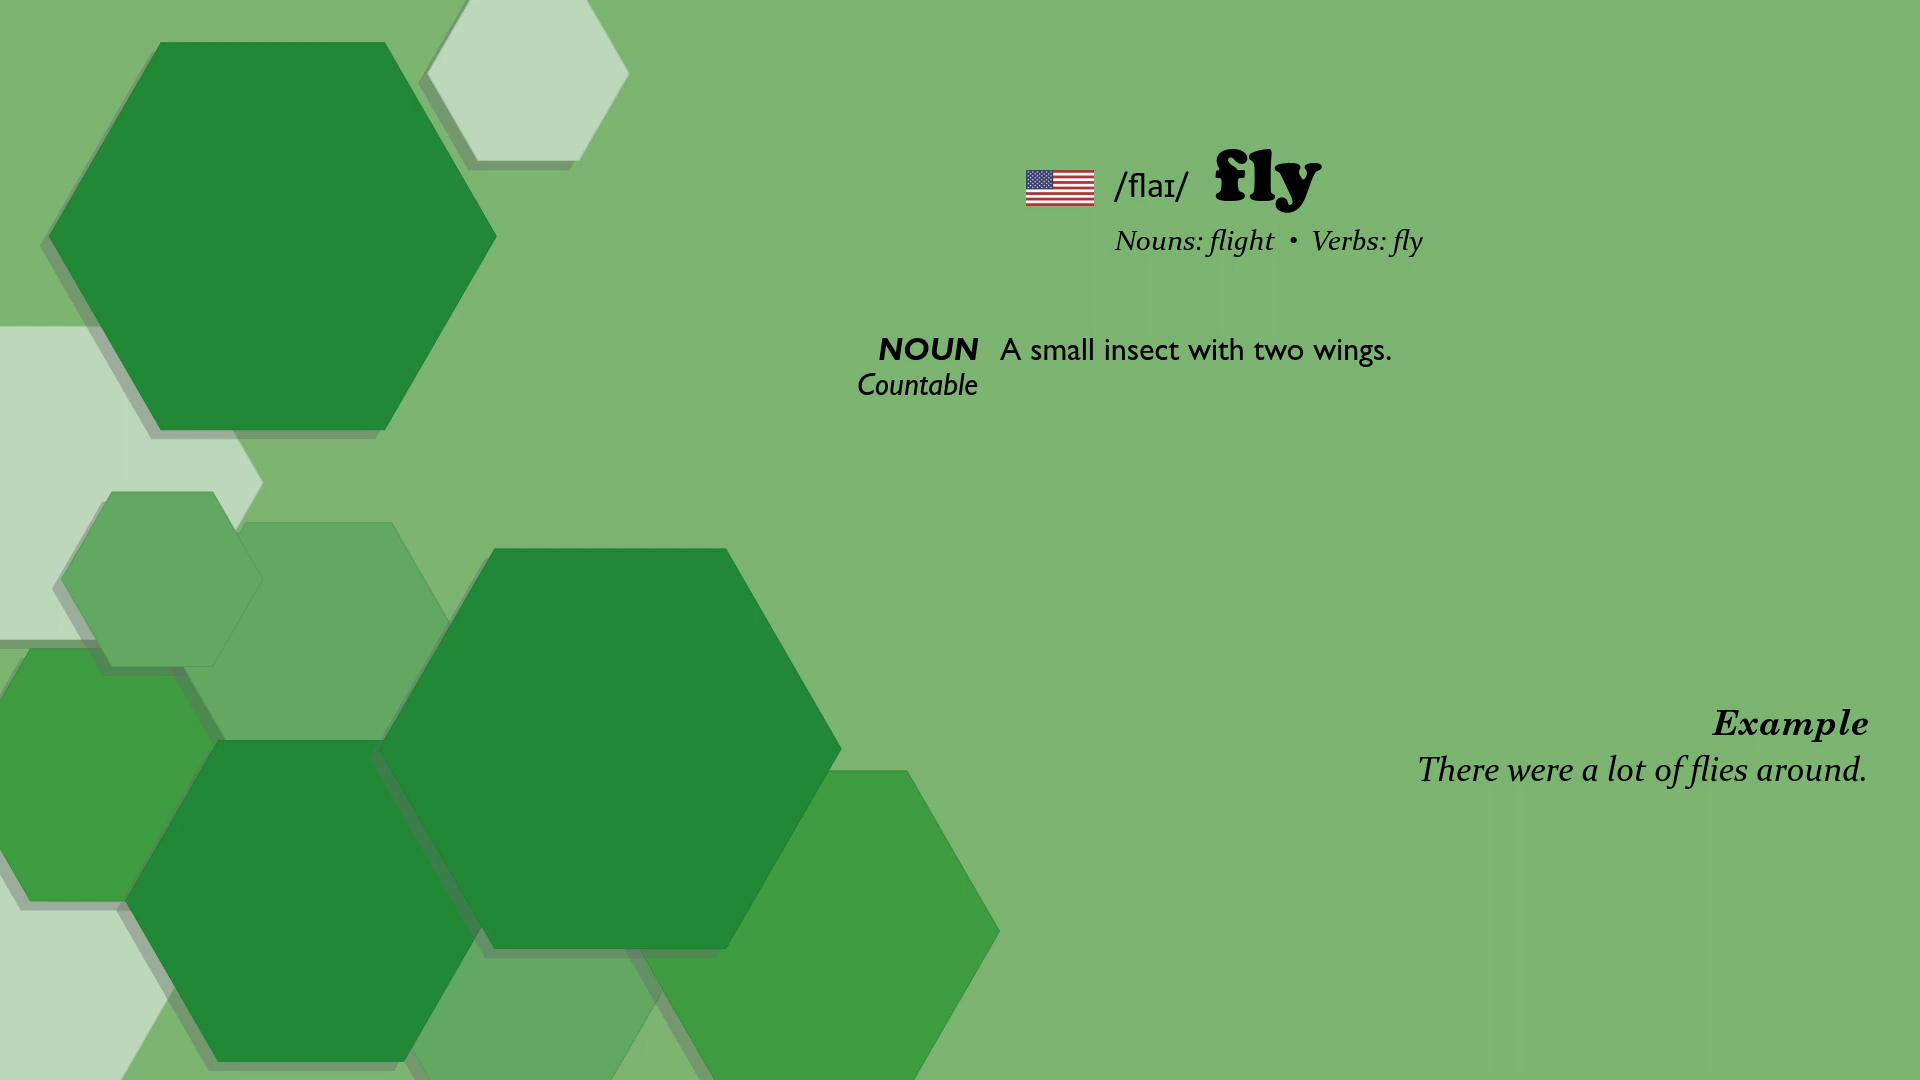 /flaɪ/ fly
Nouns: flight • Verbs: fly
NOUN A small insect with two wings.
Countable
Example
There were a lot of flies around.